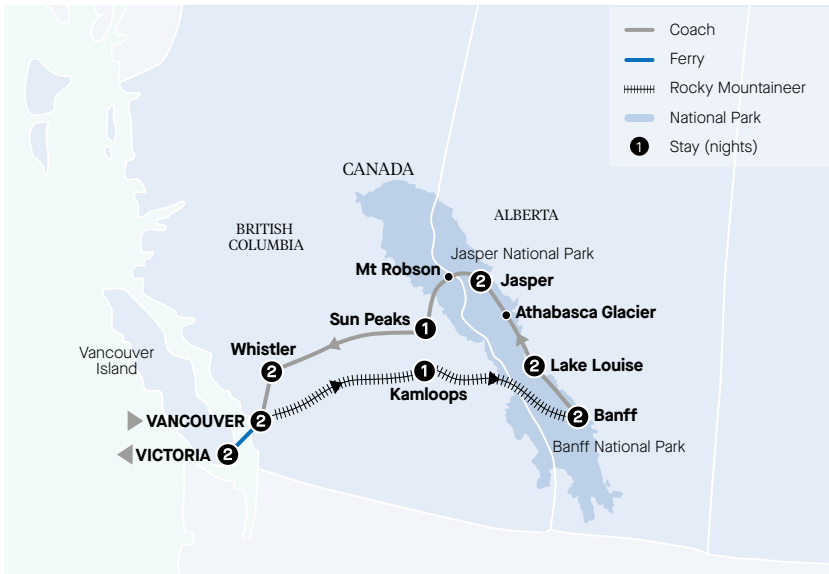 Coach
Ferry
Rocky Mountaineer
National Park
1 Stay (nights)
CANADA
ALBERTA
BRITISH
COLUMBIA
Jasper National Park
Mt Robson
2 Jasper
Athabasca Glacier
Sun Peaks 1
Whistler
2
Vancouver
Island
2 Lake Louise
1
Kamloops
VANCOUVER 2
2 Banff
Banff National Park
VICTORIA 2